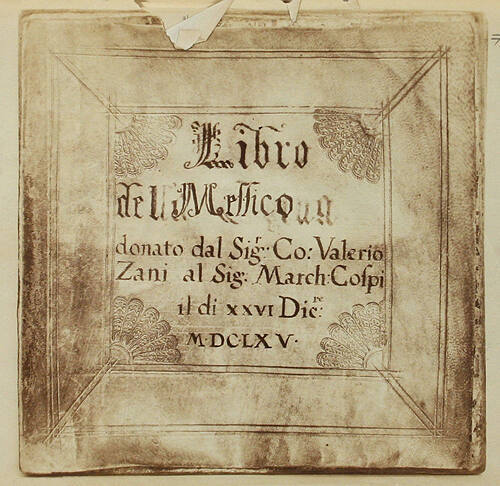 Libro
del Messico
donato dal Sig.r Co: Valerio
Zani al Sig. March: Cospi
il di XXVI Dic.re
M·DCLXV·